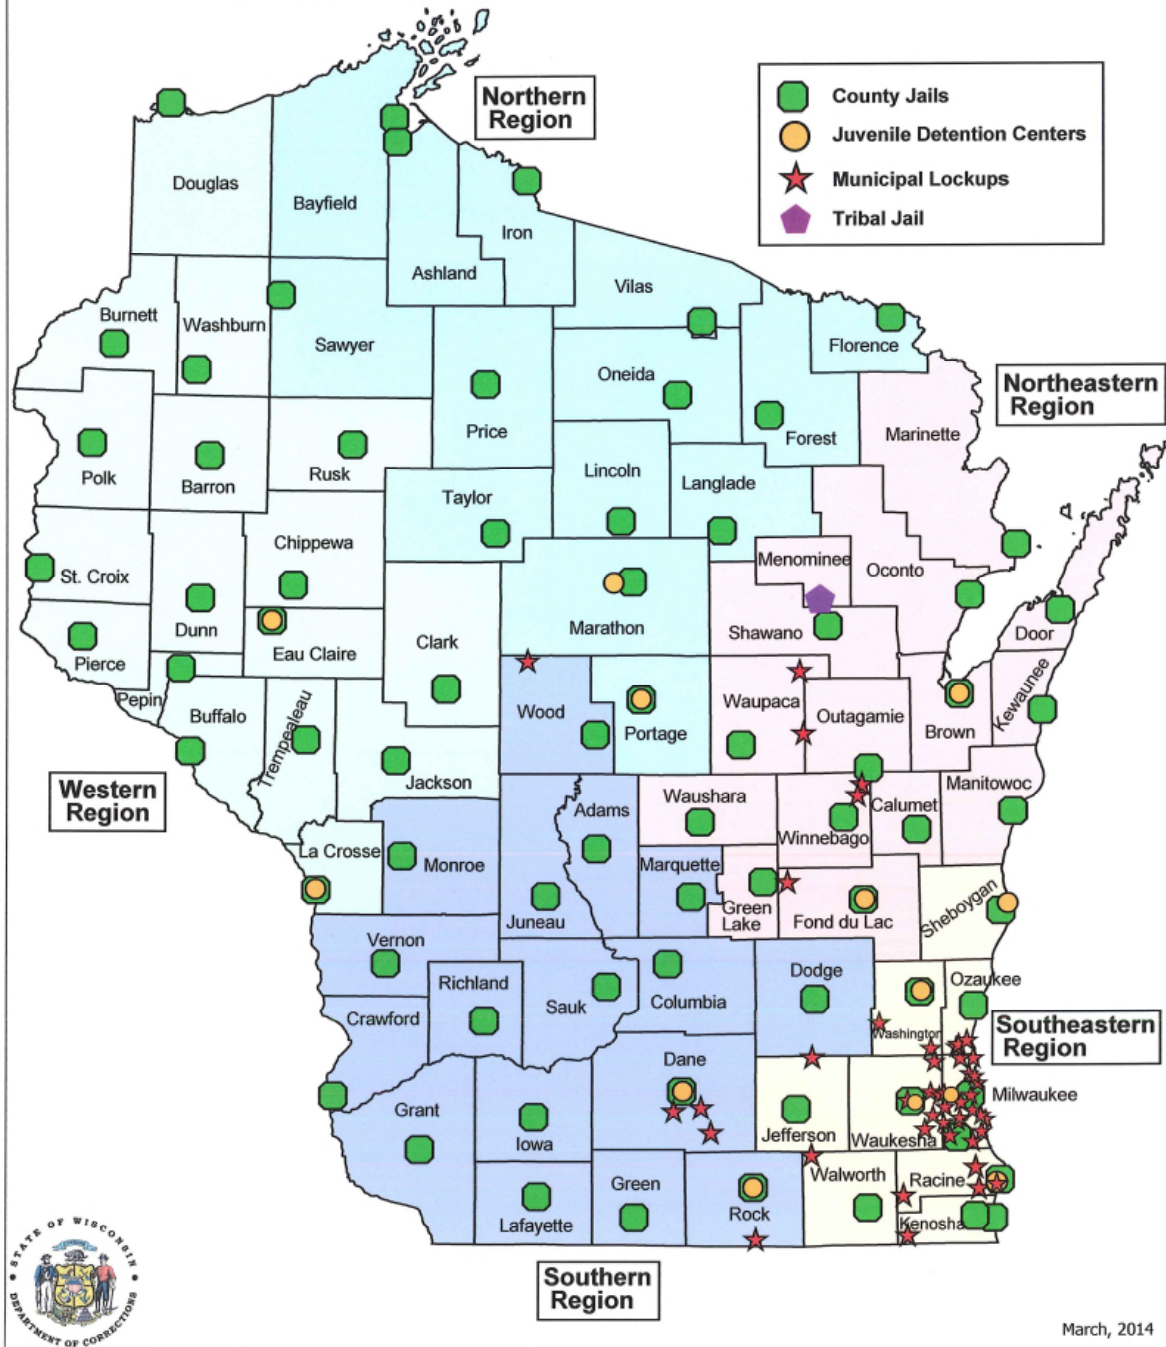 Northern
Region
County Jails
Juvenile Detention Centers
Municipal Lockups
Tribal Jail
Douglas
Bayfield
Iron
Ashland
Vilas
Burnett
Washburn
Sawyer
Florence
Oneida
Northeastern
Region
Price
Forest
Marinette
Polk
Barron
Rusk
Lincoln
Langlade
Taylor
Chippewa
Menominee
Oconto
St. Croix
Dunn
Marathon
Shawano
Door
Pierce
Eau Claire
Clark
Pepin
Buffalo
Trempealeau
Wood
Portage
Waupaca
Outagamie
Brown
Kewaunee
Western
Region
Jackson
Adams
Waushara
Calumet
Manitowoc
Winnebago
La Crosse
Monroe
Marquette
Juneau
Green
Lake
Fond du Lac
Sheboygan
Vernon
Richland
Sauk
Columbia
Dodge
Ozaukee
Crawford
Washington
Southeastern
Region
Dane
Milwaukee
Grant
Iowa
Jefferson
Waukesha
Walworth
Racine
Green
Rock
Lafayette
Kenosha
Southern
Region
STATE OF WISCONSIN
DEPARTMENT OF CORRECTIONS
March, 2014